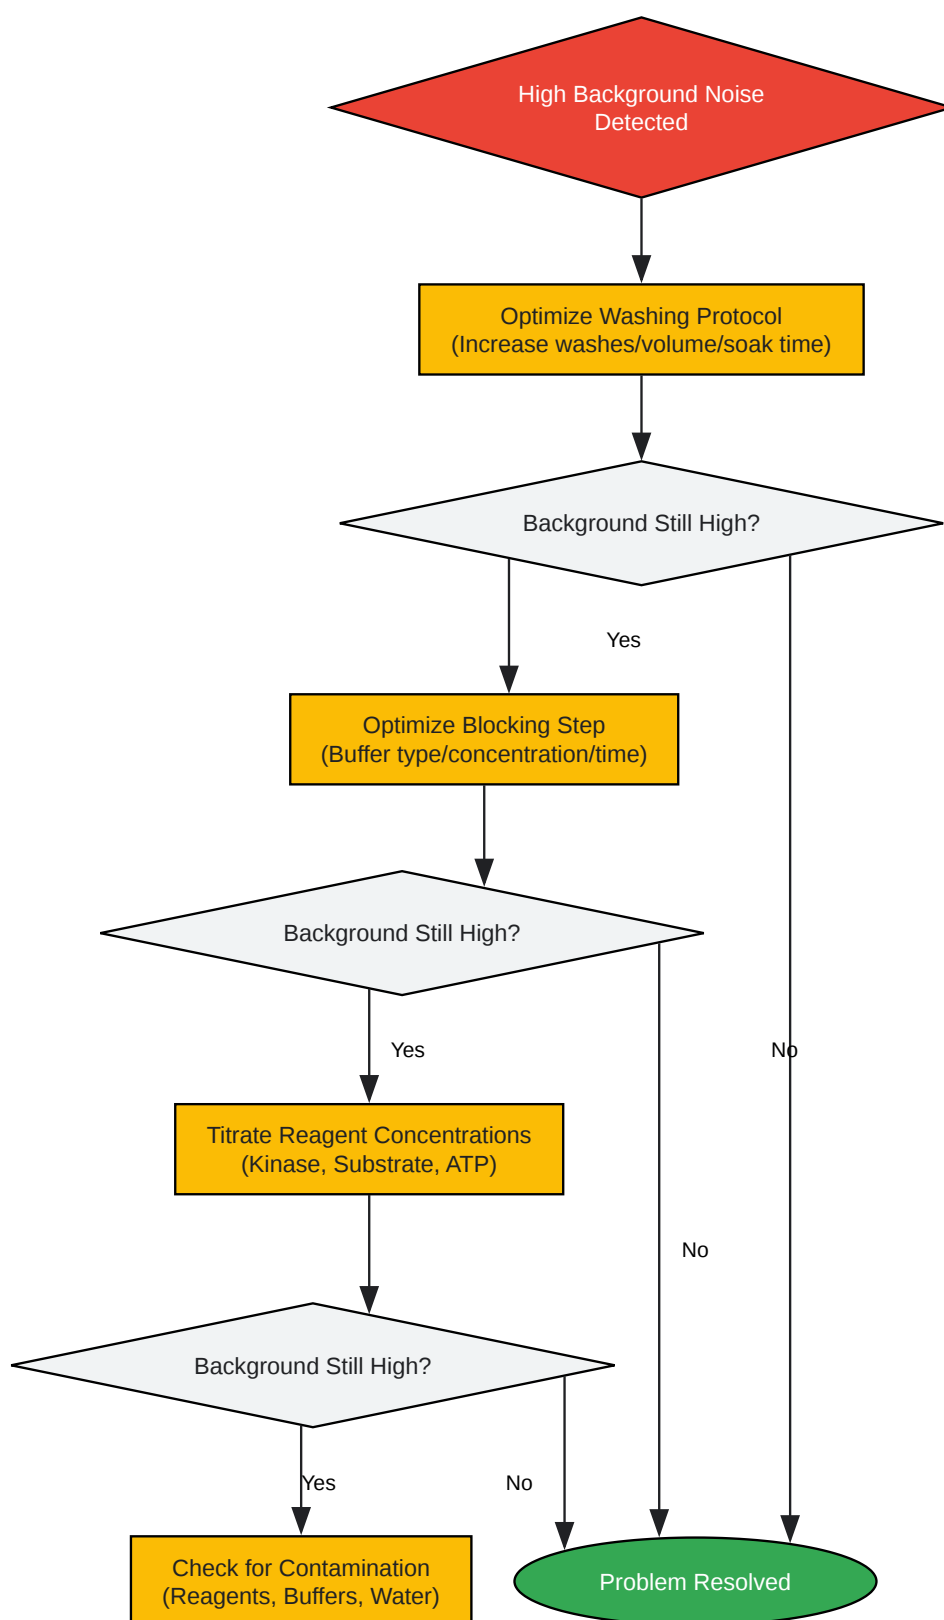 High Background Noise
Detected
Optimize Washing Protocol
(Increase washes/volume/soak time)
Background Still High?
Yes
Optimize Blocking Step
(Buffer type/concentration/time)
Background Still High?
Yes
No
Titrate Reagent Concentrations
(Kinase, Substrate, ATP)
No
Background Still High?
Yes
No
Check for Contamination
(Reagents, Buffers, Water)
Problem Resolved